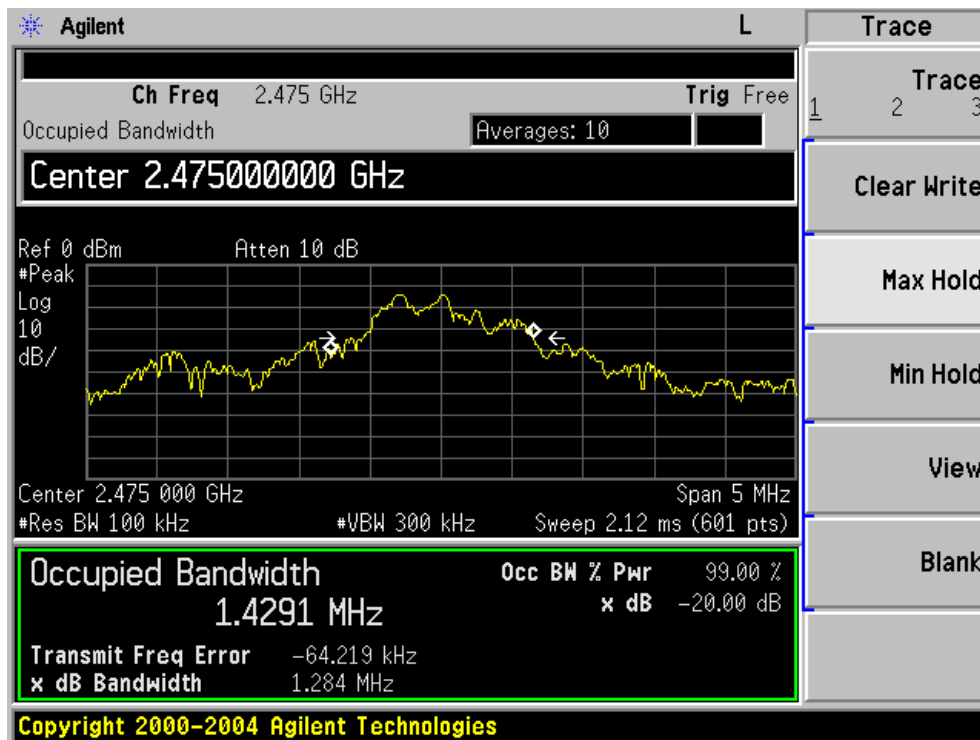 Agilent L Trace
Ch Freq 2.475 GHz Trig Free
Occupied Bandwidth Averages: 10
Center 2.475000000 GHz
Ref 0 dBm Atten 10 dB
#Peak
Log
10
dB/
Center 2.475 000 GHz Span 5 MHz
#Res BW 100 kHz #VBW 300 kHz Sweep 2.12 ms (601 pts)
Occupied Bandwidth Occ BW % Pwr 99.00 %
1.4291 MHz x dB -20.00 dB
Transmit Freq Error -64.219 kHz
x dB Bandwidth 1.284 MHz
Copyright 2000-2004 Agilent Technologies
Trace
1 2 3
Clear Write
Max Hold
Min Hold
View
Blank